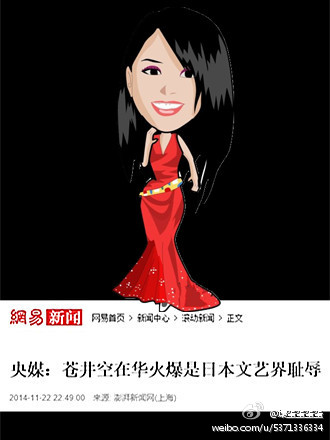 網易 新闻 网易首页 > 新闻中心 > 滚动新闻 > 正文
央媒：苍井空在华火爆是日本文艺界耻辱
2014-11-22 22:49:00 来源: 澎湃新闻网(上海)
weibo.com/u/5371336334